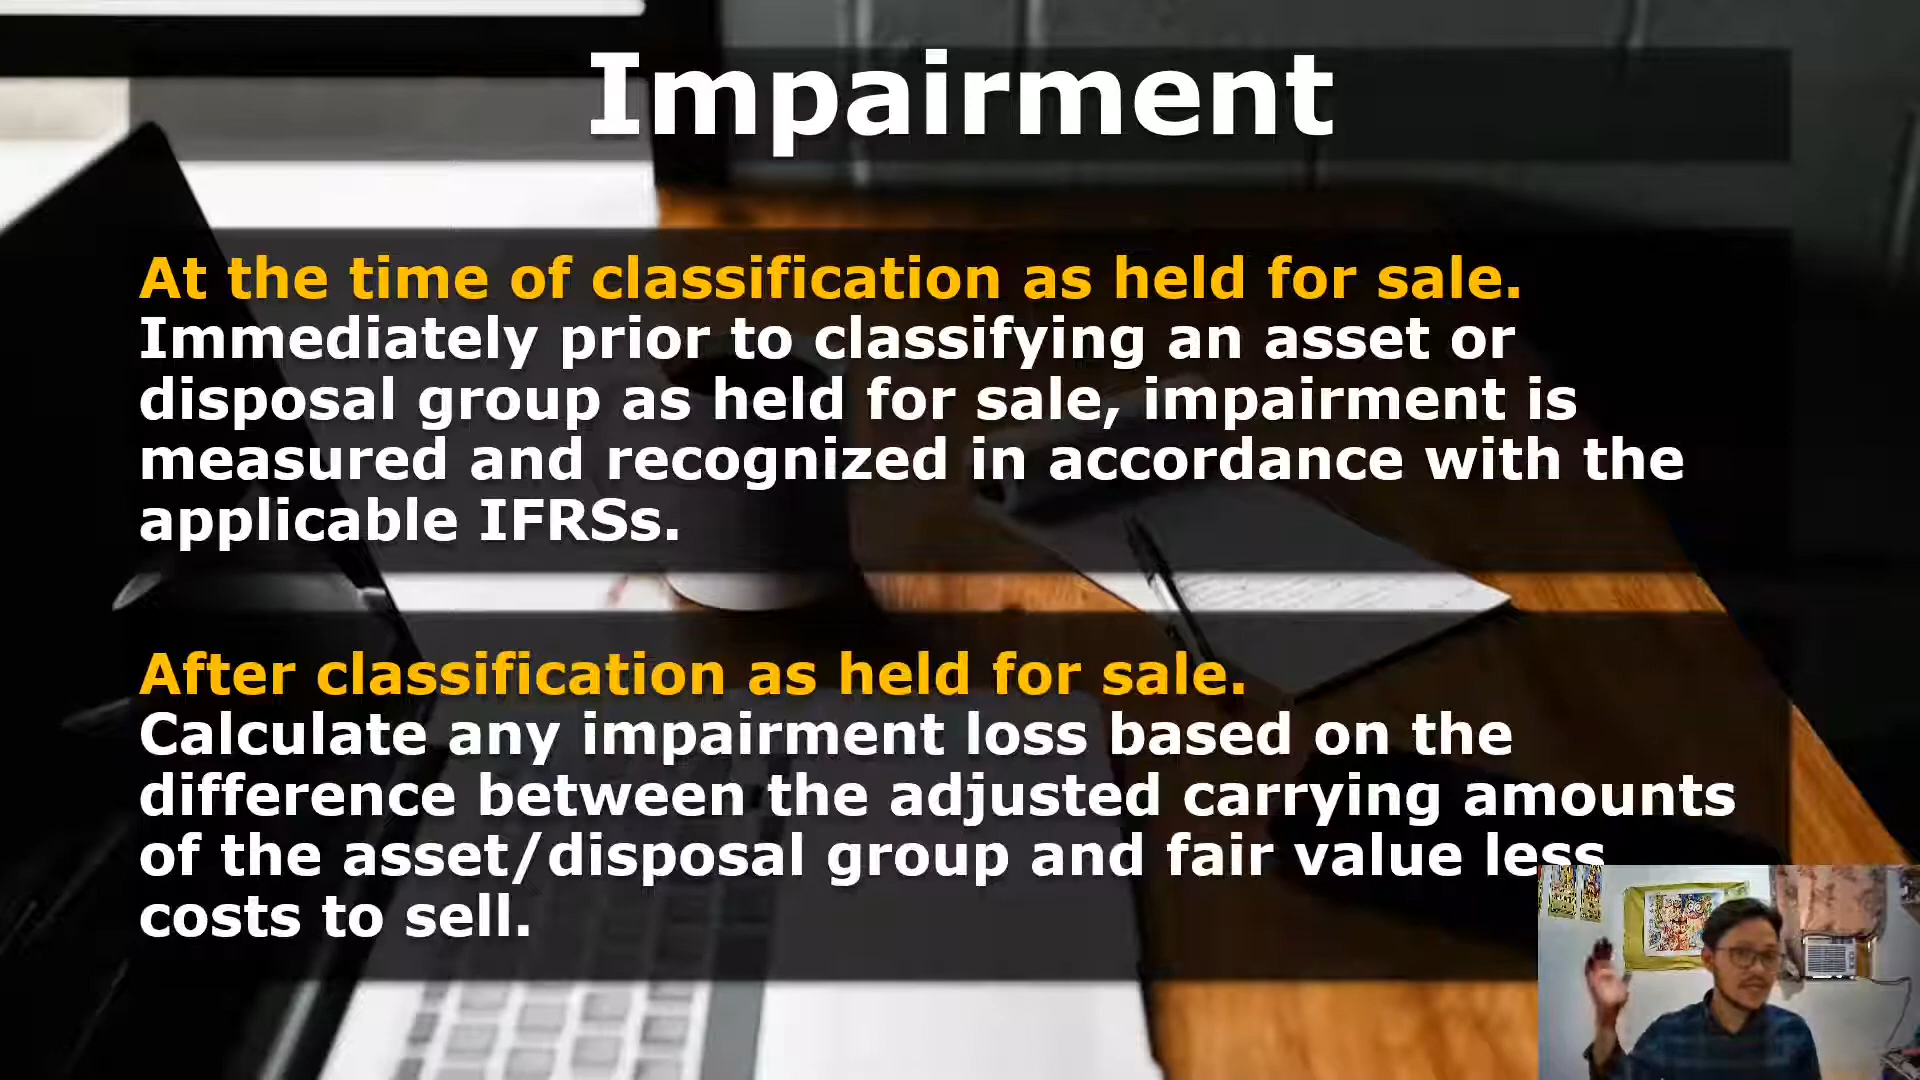 Impairment
At the time of classification as held for sale.
Immediately prior to classifying an asset or
disposal group as held for sale, impairment is
measured and recognized in accordance with the
applicable IFRSs.
After classification as held for sale.
Calculate any impairment loss based on the
difference between the adjusted carrying amounts
of the asset/disposal group and fair value less
costs to sell.